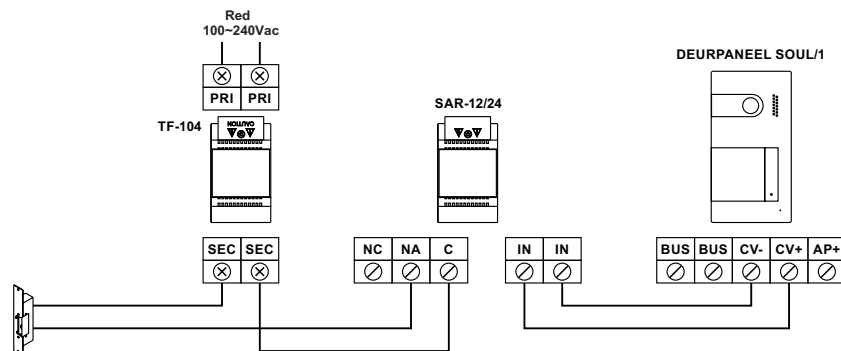 Red
100~240Vac
PRI PRI
TF-104
CAUTION
SAR-12/24
DEURPANEEL SOUL/1
SEC SEC
NC NA C
IN IN
BUS BUS CV- CV+ AP+